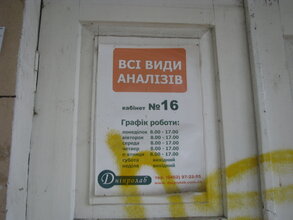 ВСІ ВИДИ
АНАЛІЗІВ
кабінет №16
Графік роботи:
понеділок 8.00 - 17.00
вівторок 8.00 - 17.00
середа 8.00 - 17.00
четвер 8.00 - 17.00
п'ятниця 8.00 - 17.00
субота вихідний
неділя вихідний
Дніпролаб